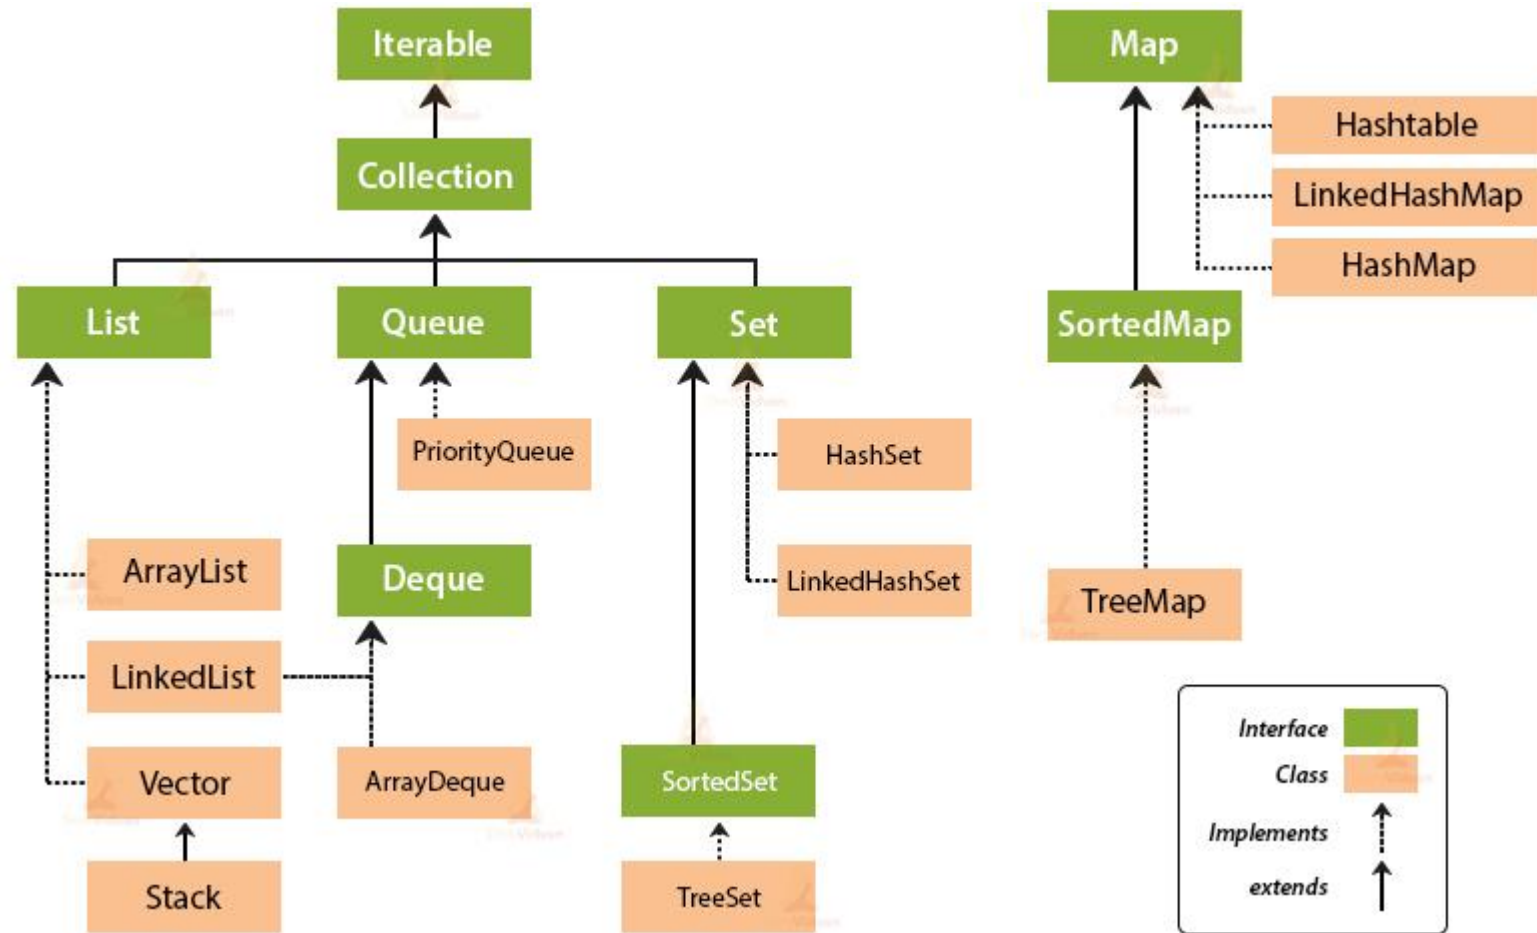 Iterable
Map
Hashtable
Collection
LinkedHashMap
HashMap
List
Queue
Set
SortedMap
PriorityQueue
HashSet
ArrayList
Deque
LinkedHashSet
TreeMap
LinkedList
Interface
Vector
ArrayDeque
SortedSet
Class
Implements
Stack
TreeSet
extends